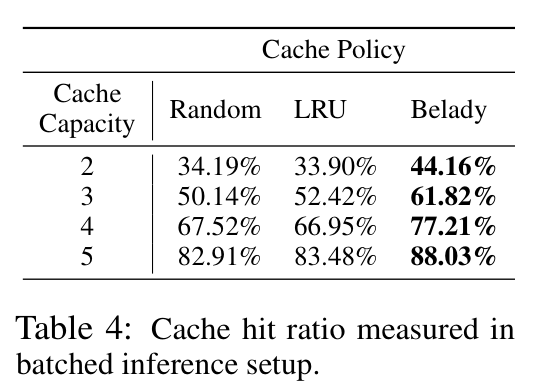 Cache Policy
Cache Capacity Random LRU Belady
2 34.19% 33.90% 44.16%
3 50.14% 52.42% 61.82%
4 67.52% 66.95% 77.21%
5 82.91% 83.48% 88.03%
Table 4: Cache hit ratio measured in
batched inference setup.